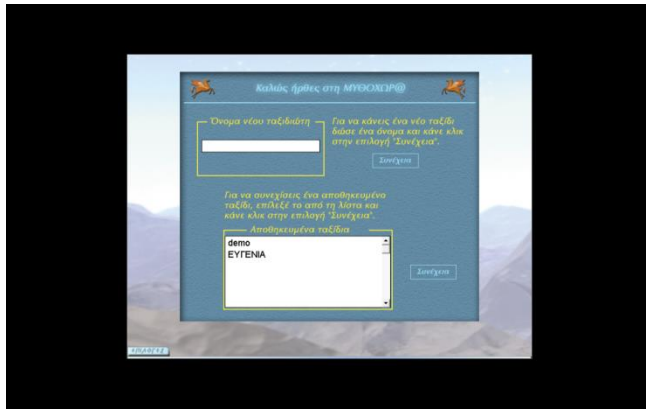 Καλώς ήρθες στη ΜΥΘΟΧΩΡ@
Όνομα νέου ταξιδιώτη
Για να κάνεις ένα νέο ταξίδι
δώσε ένα όνομα και κάνε κλικ
στην επιλογή "Συνέχεια".
Συνέχεια
Για να συνεχίσεις ένα αποθηκευμένο
ταξίδι, επίλεξέ το από τη λίστα και
κάνε κλικ στην επιλογή "Συνέχεια".
Αποθηκευμένα ταξίδια
demo
ΕΥΓΕΝΙΑ
Συνέχεια